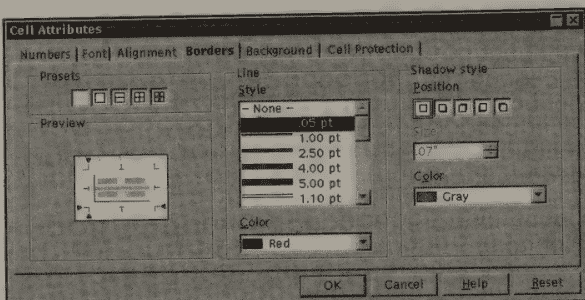 Cell Attributes
Numbers Font Alignment Borders Background Cell Protection
Presets
Preview
Line
Style
- None -
.05 pt
1.00 pt
2.50 pt
4.00 pt
5.00 pt
1.10 pt
Color
Red
Shadow style
Position
Size
.07"
Color
Gray
OK Cancel Help Reset